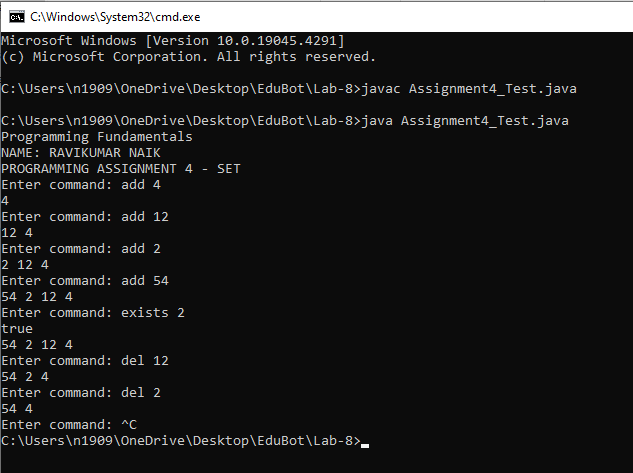 C:\Windows\System32\cmd.exe
Microsoft Windows [Version 10.0.19045.4291]
(c) Microsoft Corporation. All rights reserved.
C:\Users\n1909\OneDrive\Desktop\EduBot\Lab-8>javac Assignment4_Test.java
C:\Users\n1909\OneDrive\Desktop\EduBot\Lab-8>java Assignment4_Test.java
Programming Fundamentals
NAME: RAVIKUMAR NAIK
PROGRAMMING ASSIGNMENT 4 - SET
Enter command: add 4
4
Enter command: add 12
12 4
Enter command: add 2
2 12 4
Enter command: add 54
54 2 12 4
Enter command: exists 2
true
54 2 12 4
Enter command: del 12
54 2 4
Enter command: del 2
54 4
Enter command: ^C
C:\Users\n1909\OneDrive\Desktop\EduBot\Lab-8>